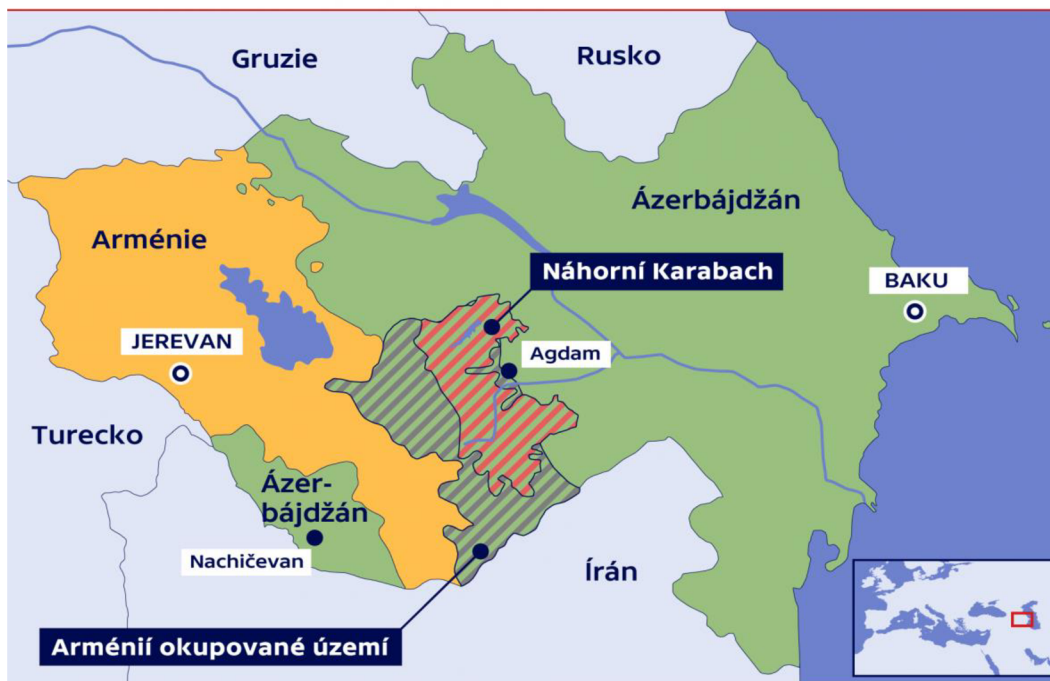 Gruzie
Rusko
Ázerbájdžán
Arménie
Náhorní Karabach
BAKU
JEREVAN
Agdam
Turecko
Ázer-
bájdžán
Nachičevan
Írán
Arménií okupované území